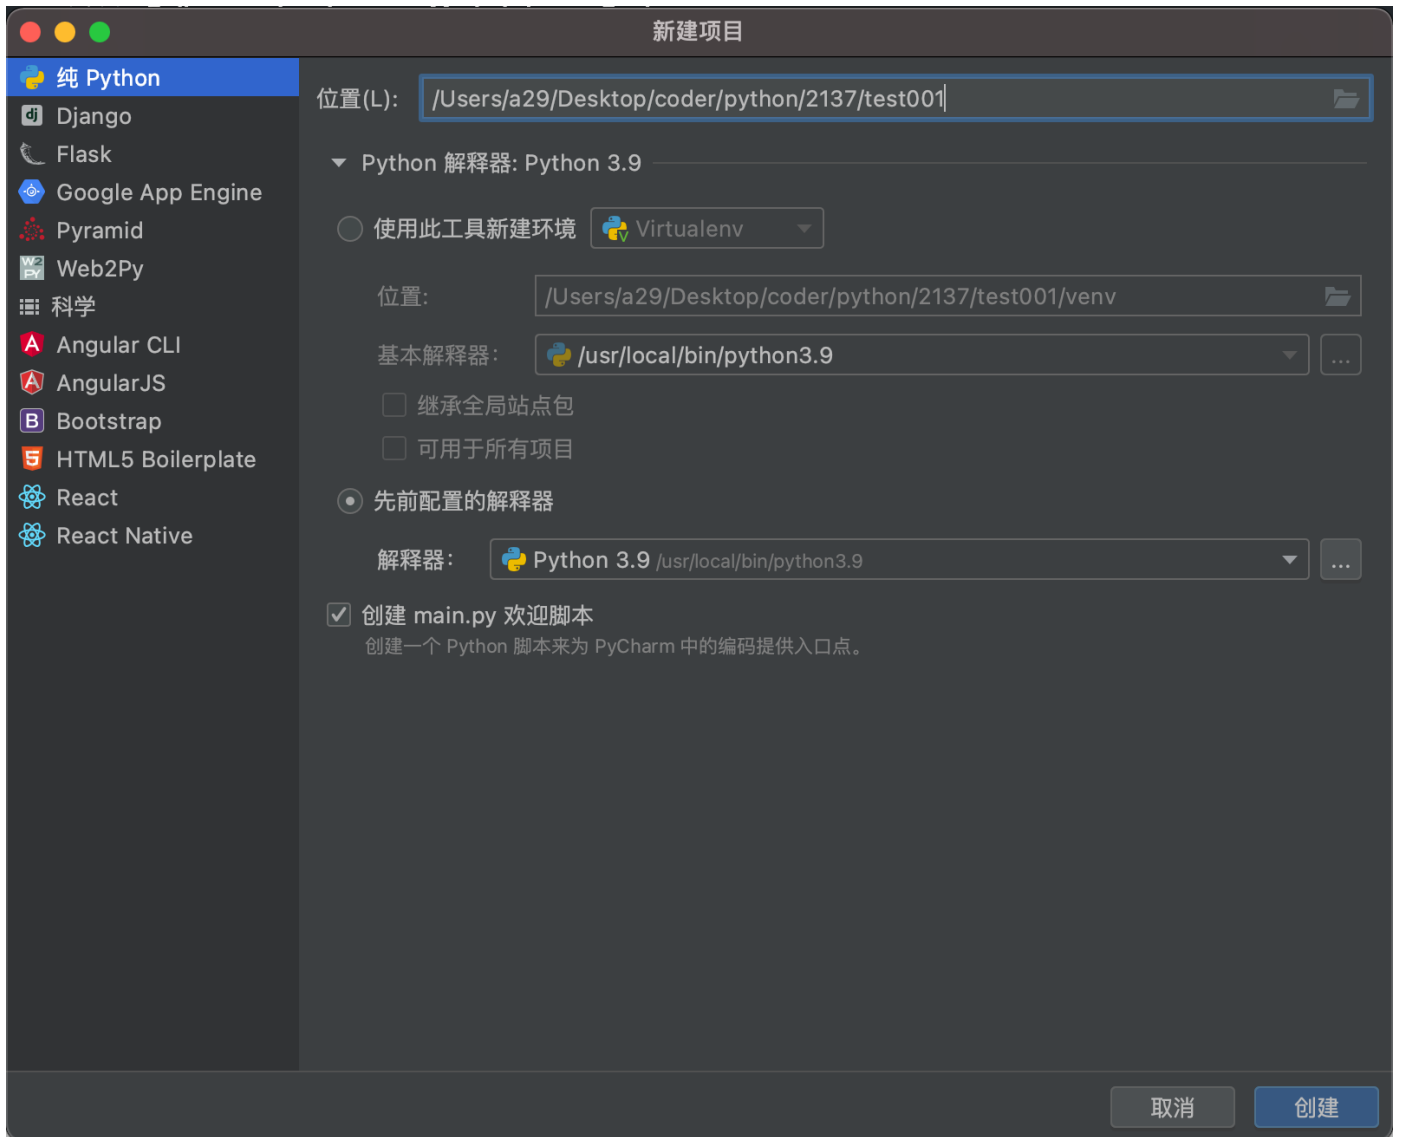 新建项目
纯 Python
Django
Flask
Google App Engine
Pyramid
Web2Py
科学
Angular CLI
AngularJS
Bootstrap
HTML5 Boilerplate
React
React Native
位置(L): /Users/a29/Desktop/coder/python/2137/test001
Python 解释器: Python 3.9
使用此工具新建环境 Virtualenv
位置: /Users/a29/Desktop/coder/python/2137/test001/venv
基本解释器: /usr/local/bin/python3.9 ...
继承全局站点包
可用于所有项目
先前配置的解释器
解释器: Python 3.9 /usr/local/bin/python3.9 ...
创建 main.py 欢迎脚本
创建一个 Python 脚本来为 PyCharm 中的编码提供入口点。
取消 创建